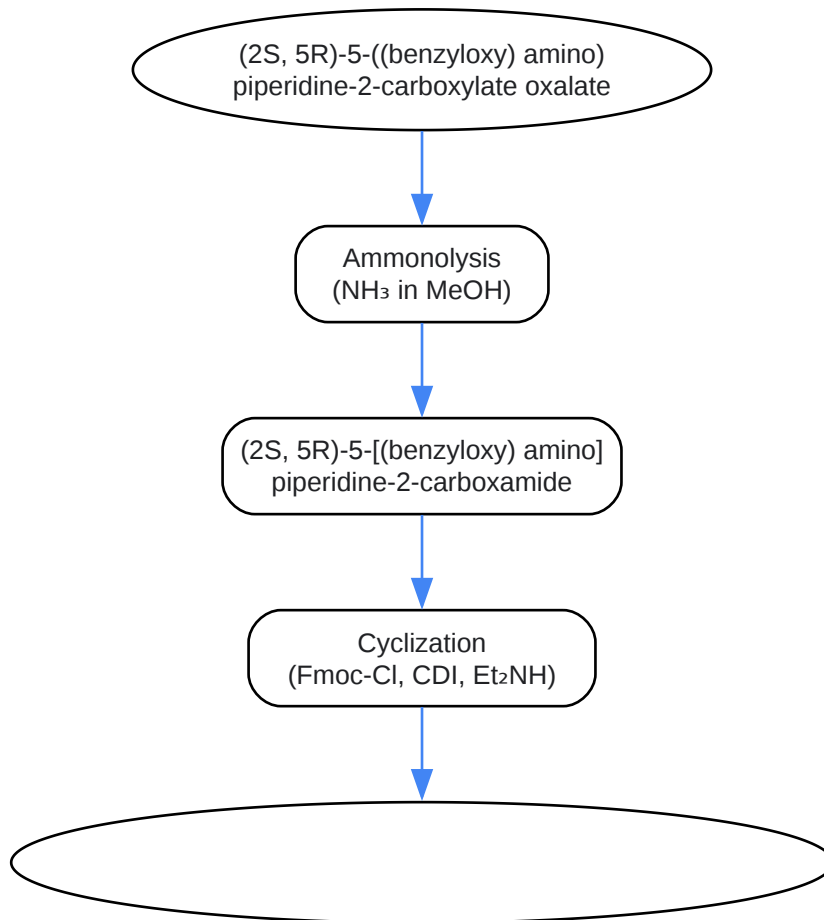 (2S, 5R)-5-((benzyloxy) amino)
piperidine-2-carboxylate oxalate
Ammonolysis
(NH₃ in MeOH)
(2S, 5R)-5-[(benzyloxy) amino]
piperidine-2-carboxamide
Cyclization
(Fmoc-Cl, CDI, Et₂NH)